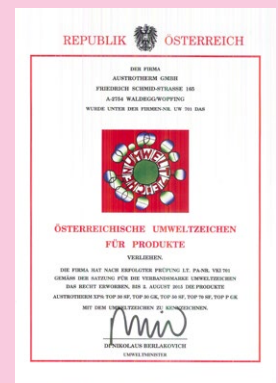 REPUBLIK ÖSTERREICH
DER FIRMA
AUSTROTHERM GMBH
FRIEDRICH SCHMID-STRASSE 165
A-2754 WALDEGG/WOPFING
WURDE UNTER DER FIRMEN-NR. UW 701 DAS
ÖSTERREICHISCHE UMWELTZEICHEN
FÜR PRODUKTE
VERLIEHEN.
DIE FIRMA HAT NACH ERFOLGTER PRÜFUNG LT. PA-NR. VKI 701
GEMÄSS DER SATZUNG FÜR DIE VERBANDSMARKE UMWELTZEICHEN
DAS RECHT ERWORBEN, BIS 2. AUGUST 2015 DIE PRODUKTE
AUSTROTHERM XPS TOP 30 SF, TOP 30 GK, TOP 50 SF, TOP 70 SF, TOP P GK
MIT DEM UMWELTZEICHEN ZU KENNZEICHNEN.
DI NIKOLAUS BERLAKOVICH
UMWELTMINISTER